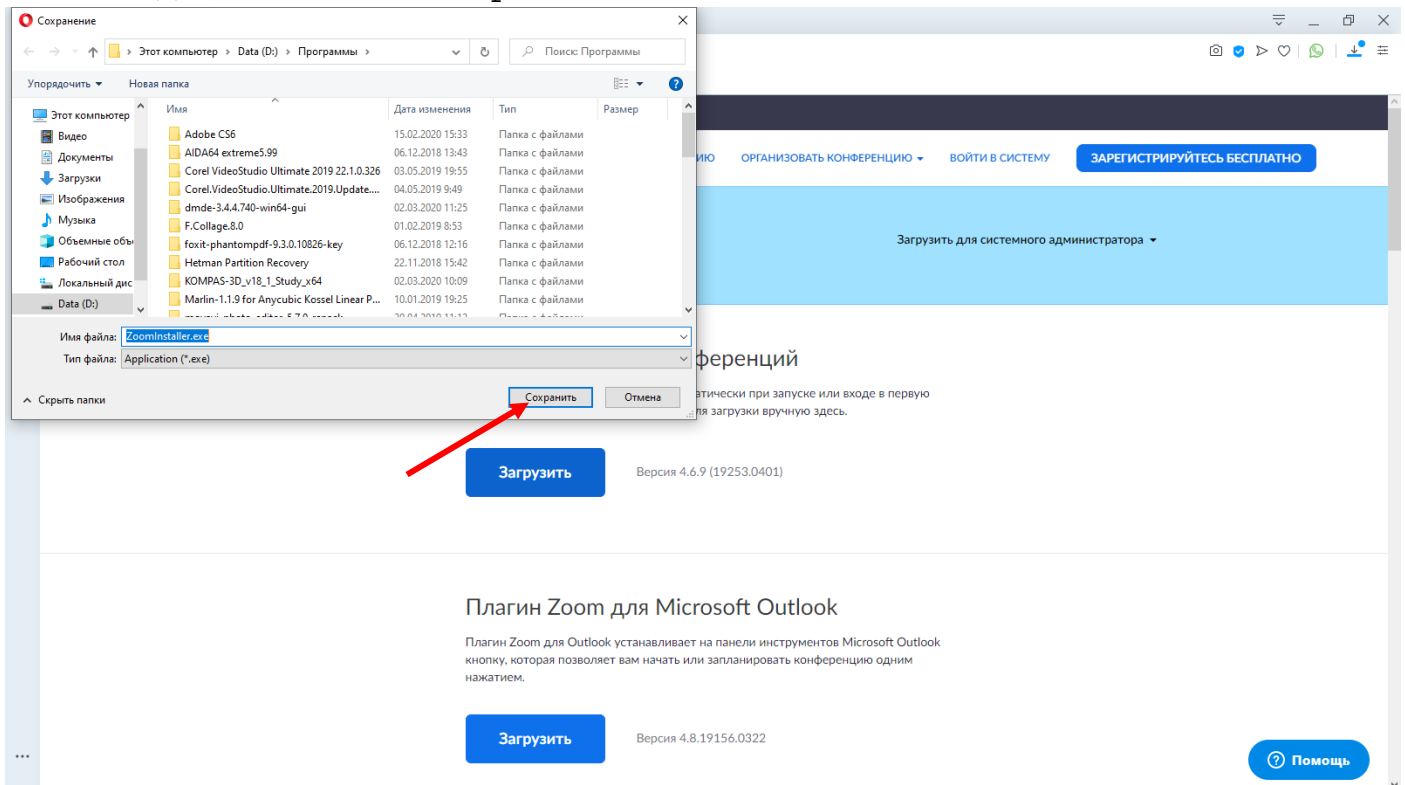 Сохранение
Этот компьютер › Data (D:) › Программы ›
Поиск: Программы
Упорядочить
Новая папка
Этот компьютер
Видео
Документы
Загрузки
Изображения
Музыка
Объемные объ
Рабочий стол
Локальный дис
Data (D:)
Имя Дата изменения Тип Размер
Adobe CS6 15.02.2020 15:33 Папка с файлами
AIDA64 extreme5.99 06.12.2018 13:43 Папка с файлами
Corel VideoStudio Ultimate 2019 22.1.0.326 03.05.2019 19:55 Папка с файлами
Corel.VideoStudio.Ultimate.2019.Update.... 04.05.2019 9:49 Папка с файлами
dmde-3.4.4.740-win64-gui 02.03.2020 11:25 Папка с файлами
F.Collage.8.0 01.02.2019 8:53 Папка с файлами
foxit-phantompdf-9.3.0.10826-key 06.12.2018 12:16 Папка с файлами
Hetman Partition Recovery 22.11.2018 15:42 Папка с файлами
KOMPAS-3D_v18_1_Study_x64 02.03.2020 10:09 Папка с файлами
Marlin-1.1.9 for Anycubic Kossel Linear P... 10.01.2019 19:25 Папка с файлами
Имя файла: ZoomInstaller.exe
Тип файла: Application (*.exe)
Скрыть папки
Сохранить
Отмена
ИЮ
ОРГАНИЗОВАТЬ КОНФЕРЕНЦИЮ
ВОЙТИ В СИСТЕМУ
ЗАРЕГИСТРИРУЙТЕСЬ БЕСПЛАТНО
Загрузить для системного администратора
ференций
атически при запуске или входе в первую
ля загрузки вручную здесь.
Загрузить
Версия 4.6.9 (19253.0401)
Плагин Zoom для Microsoft Outlook
Плагин Zoom для Outlook устанавливает на панели инструментов Microsoft Outlook
кнопку, которая позволяет вам начать или запланировать конференцию одним
нажатием.
Загрузить
Версия 4.8.19156.0322
Помощь